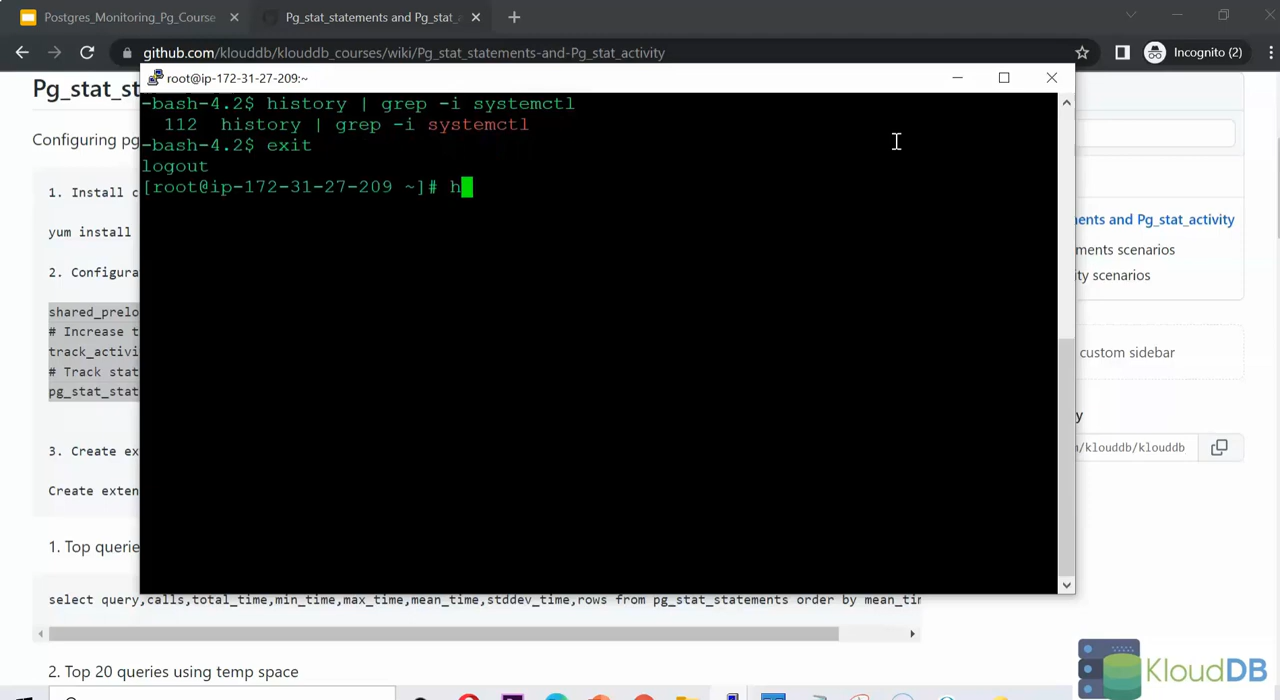 Postgres_Monitoring_Pg_Course
Pg_stat_statements and Pg_stat_
github.com/klouddb/klouddb_courses/wiki/Pg_stat_statements-and-Pg_stat_activity
Incognito (2)
Pg_stat_st
root@ip-172-31-27-209:~
-bash-4.2$ history | grep -i systemctl
112 history | grep -i systemctl
-bash-4.2$ exit
logout
[root@ip-172-31-27-209 ~]# h
Configuring pg
1. Install c
yum install
2. Configura
shared_prelo
# Increase t
track_activi
# Track stat
pg_stat_stat
3. Create ex
Create exten
1. Top querie
select query,calls,total_time,min_time,max_time,mean_time,stddev_time,rows from pg_stat_statements order by mean_tim
2. Top 20 queries using temp space
ents and Pg_stat_activity
ments scenarios
ity scenarios
custom sidebar
y
m/klouddb/klouddb
KloudDB